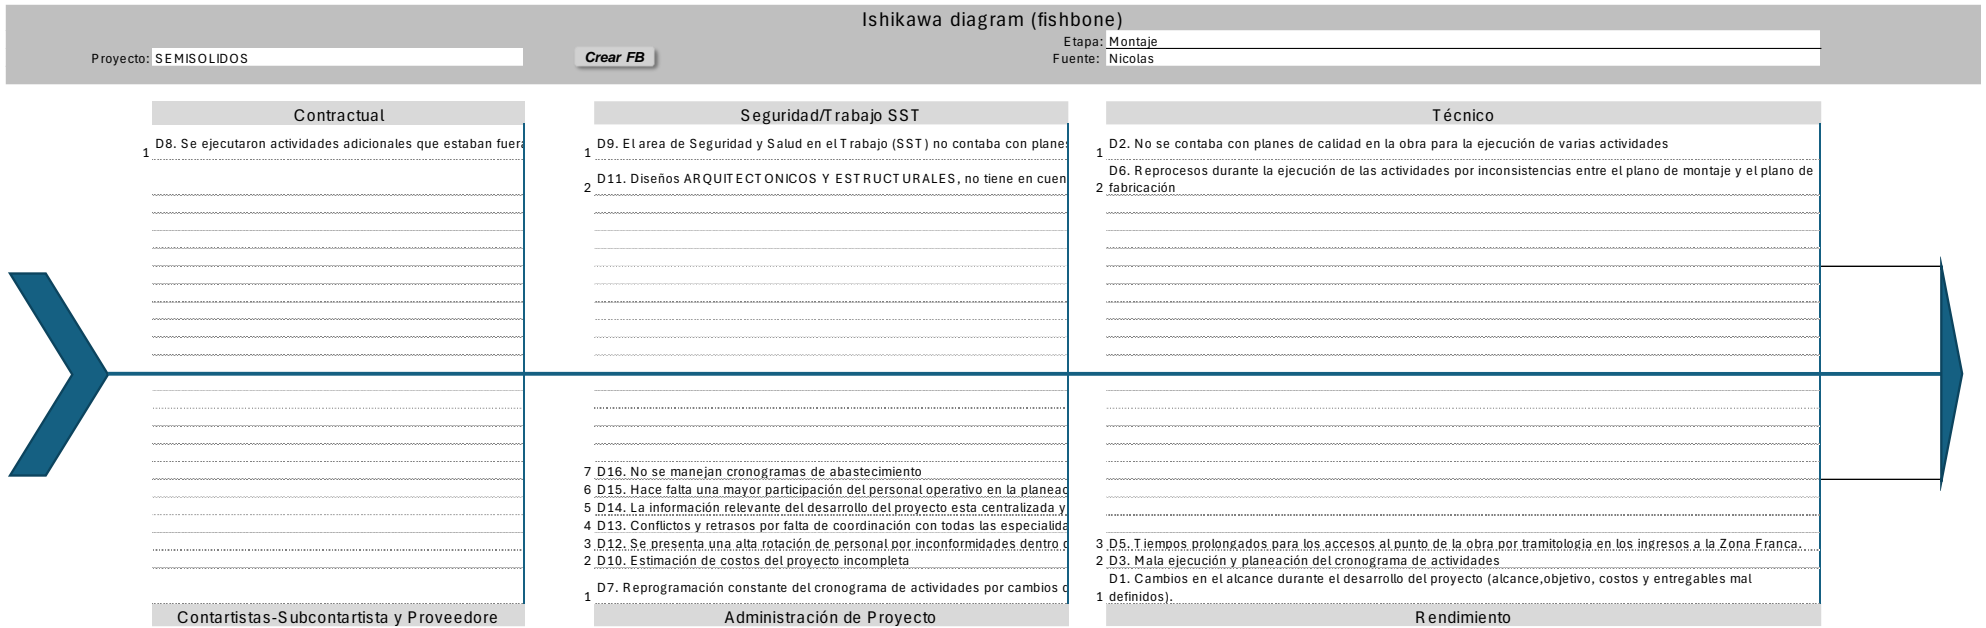 Ishikawa diagram (fishbone)
Etapa: Montaje
Proyecto: SEMISOLIDOS
Crear FB
Fuente: Nicolas
Contractual
1 D8. Se ejecutaron actividades adicionales que estaban fuera
Seguridad/Trabajo SST
1 D9. El area de Seguridad y Salud en el Trabajo (SST) no contaba con planes
2 D11. Diseños ARQUITECTONICOS Y ESTRUCTURALES, no tiene en cuen
Técnico
1 D2. No se contaba con planes de calidad en la obra para la ejecución de varias actividades
D6. Reprocesos durante la ejecución de las actividades por inconsistencias entre el plano de montaje y el plano de
2 fabricación
7 D16. No se manejan cronogramas de abastecimiento
6 D15. Hace falta una mayor participación del personal operativo en la planeac
5 D14. La información relevante del desarrollo del proyecto esta centralizada y
4 D13. Conflictos y retrasos por falta de coordinación con todas las especialida
3 D12. Se presenta una alta rotación de personal por inconformidades dentro d
2 D10. Estimación de costos del proyecto incompleta
1 D7. Reprogramación constante del cronograma de actividades por cambios d
3 D5. Tiempos prolongados para los accesos al punto de la obra por tramitologia en los ingresos a la Zona Franca.
2 D3. Mala ejecución y planeación del cronograma de actividades
D1. Cambios en el alcance durante el desarrollo del proyecto (alcance,objetivo, costos y entregables mal
1 definidos).
Contartistas-Subcontartista y Proveedore
Administración de Proyecto
Rendimiento